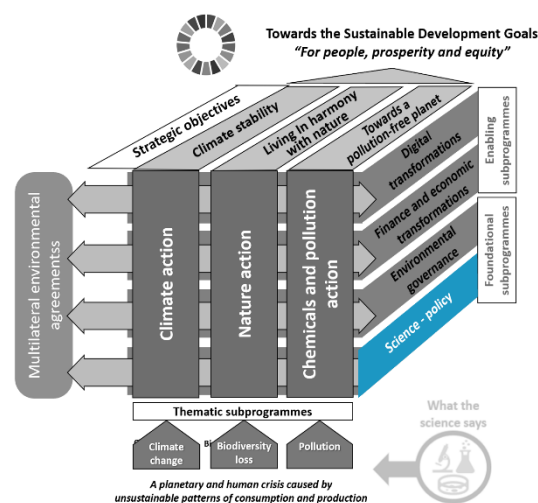 Towards the Sustainable Development Goals
“For people, prosperity and equity”
Strategic objectives
Climate stability
Living In harmony
with nature
Towards a
pollution-free planet
Digital
transformations
Finance and economic
transformations
Environmental
governance
Science - policy
Enabling
subprogrammes
Foundational
subprogrammes
Multilateral environmental
agreementss
Climate action
Nature action
Chemicals and pollution
action
Thematic subprogrammes
Climate
change
Bi
Biodiversity
loss
Pollution
What the
science says
A planetary and human crisis caused by
unsustainable patterns of consumption and production